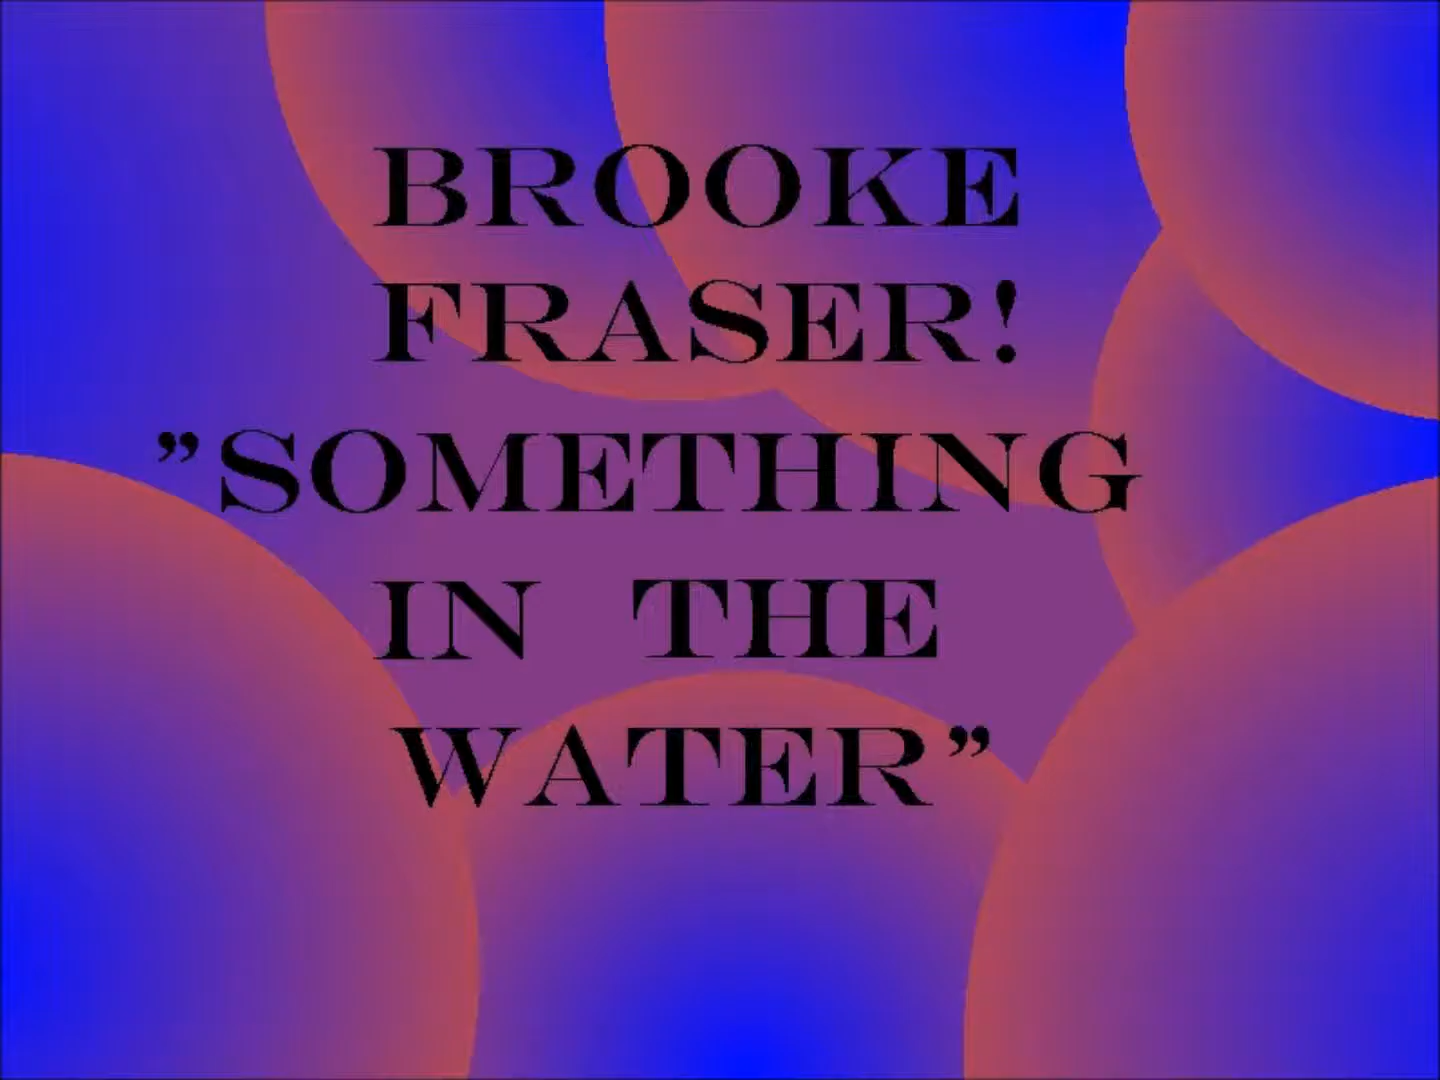 BROOKE
FRASER!
”SOMETHING
IN THE
WATER”